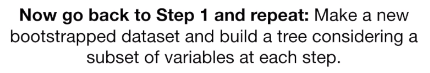 Now go back to Step 1 and repeat: Make a new
bootstrapped dataset and build a tree considering a
subset of variables at each step.